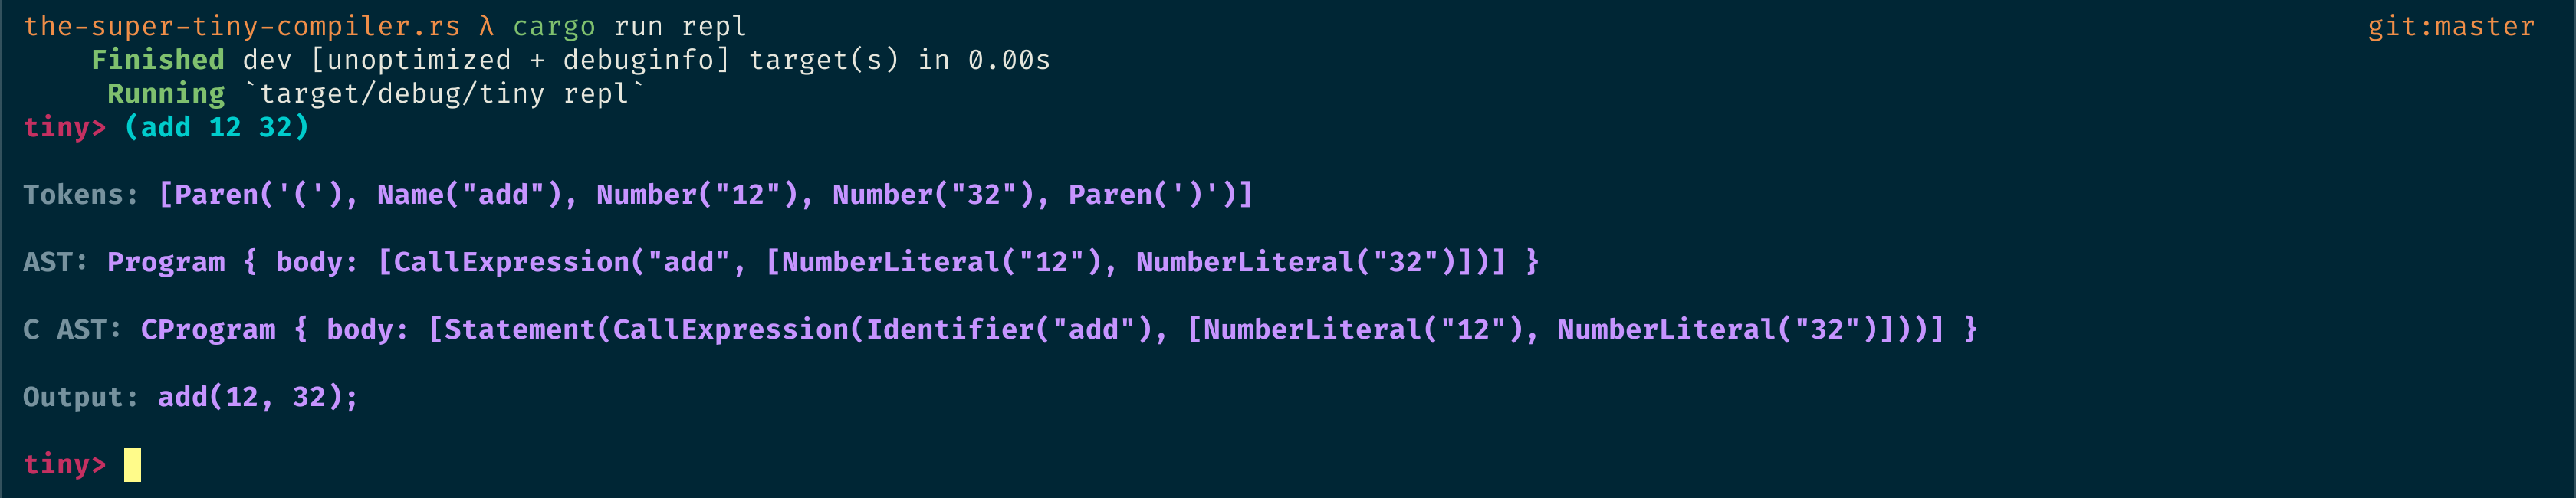 the-super-tiny-compiler.rs λ cargo run repl git:master
Finished dev [unoptimized + debuginfo] target(s) in 0.00s
Running `target/debug/tiny repl`
tiny> (add 12 32)
Tokens: [Paren('('), Name("add"), Number("12"), Number("32"), Paren(')')]
AST: Program { body: [CallExpression("add", [NumberLiteral("12"), NumberLiteral("32")])] }
C AST: CProgram { body: [Statement(CallExpression(Identifier("add"), [NumberLiteral("12"), NumberLiteral("32")]))] }
Output: add(12, 32);
tiny>